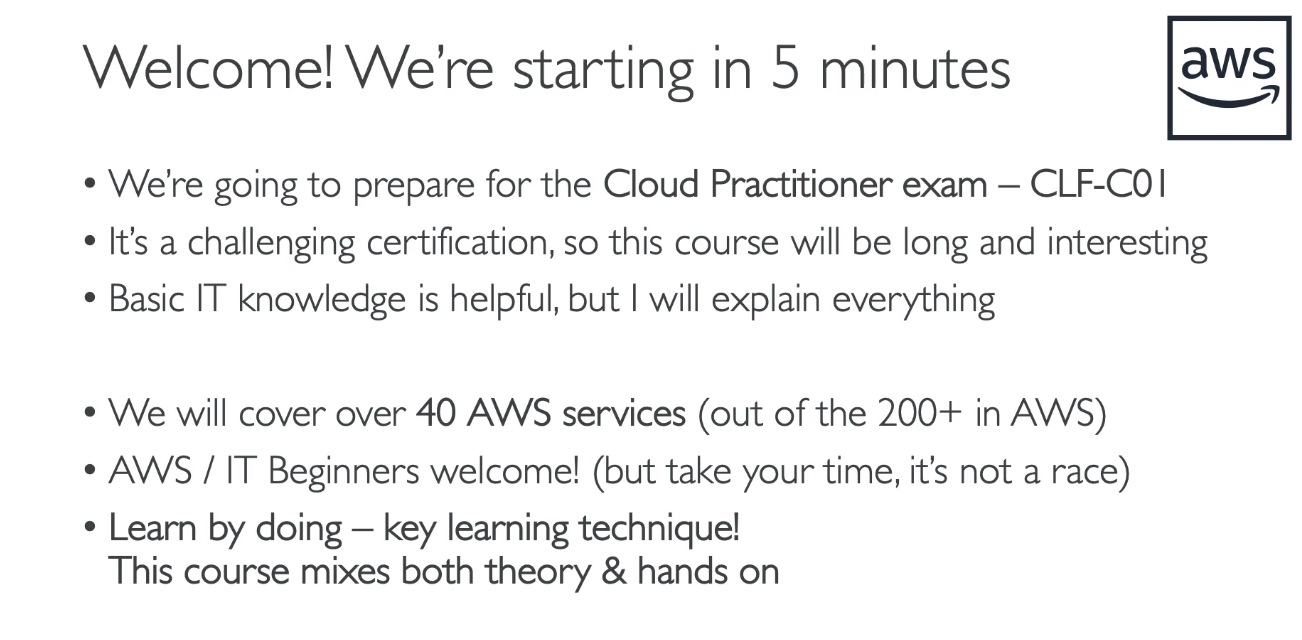 Welcome! We're starting in 5 minutes
aws
• We're going to prepare for the Cloud Practitioner exam – CLF-C01
• It's a challenging certification, so this course will be long and interesting
• Basic IT knowledge is helpful, but I will explain everything
• We will cover over 40 AWS services (out of the 200+ in AWS)
• AWS / IT Beginners welcome! (but take your time, it's not a race)
• Learn by doing – key learning technique!
This course mixes both theory & hands on